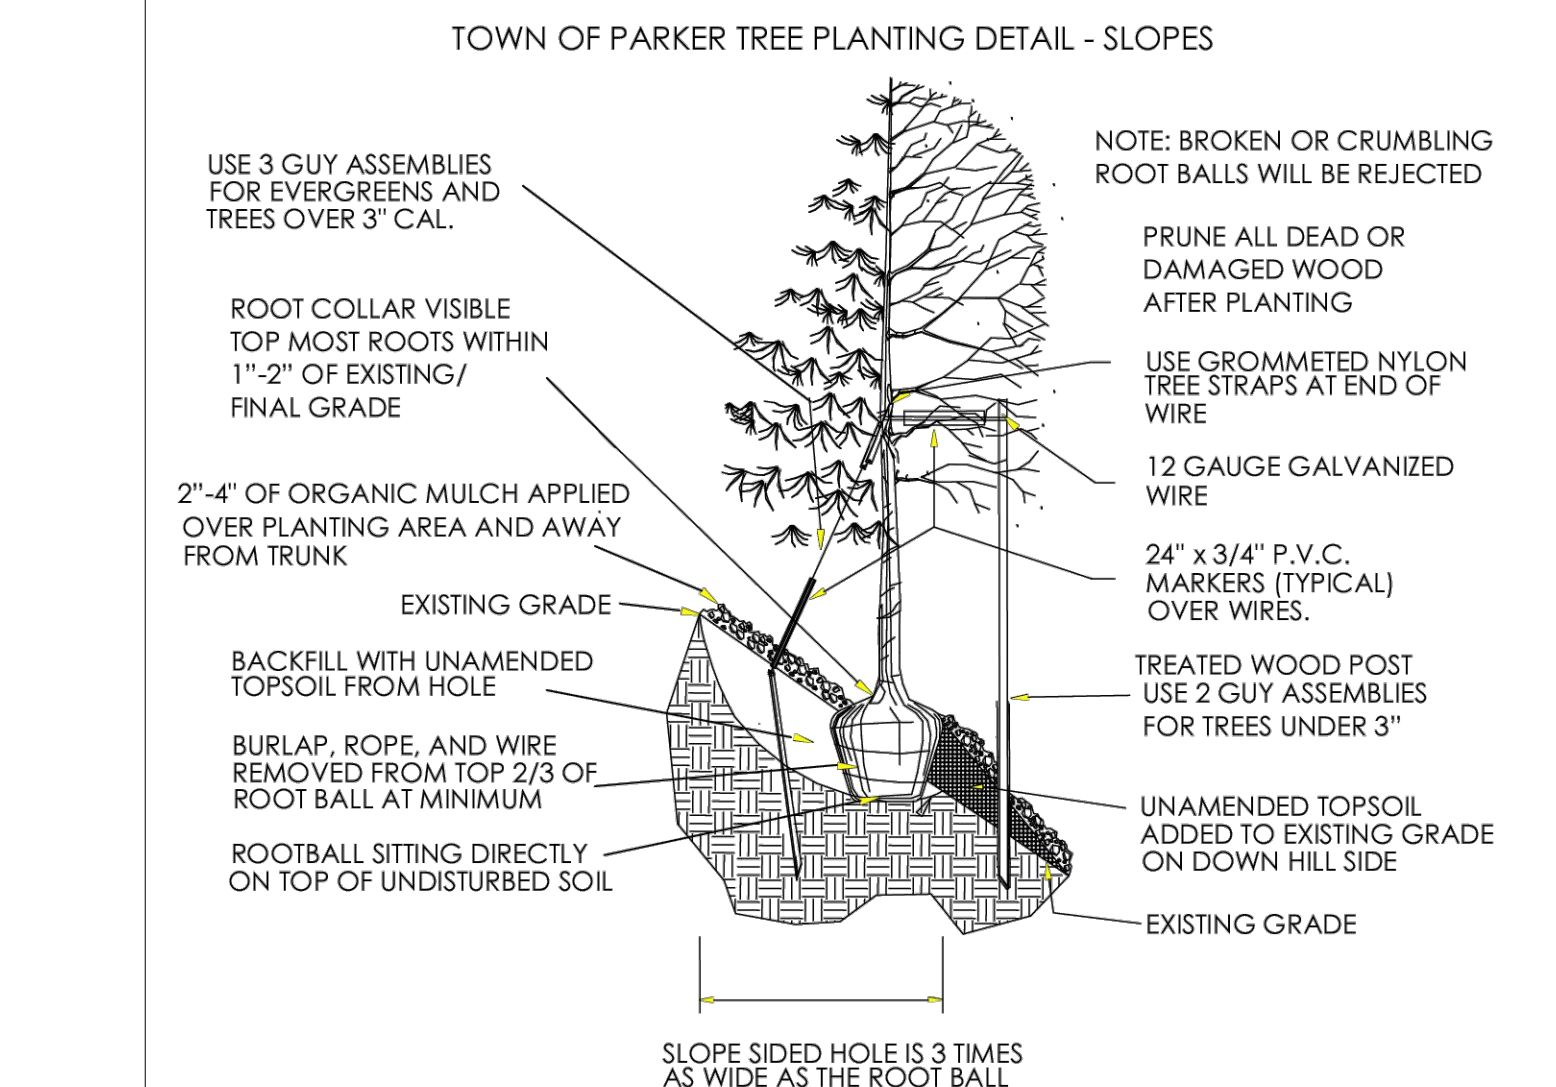 TOWN OF PARKER TREE PLANTING DETAIL - SLOPES
USE 3 GUY ASSEMBLIES
FOR EVERGREENS AND
TREES OVER 3" CAL.
ROOT COLLAR VISIBLE
TOP MOST ROOTS WITHIN
1”-2” OF EXISTING/
FINAL GRADE
2”-4" OF ORGANIC MULCH APPLIED
OVER PLANTING AREA AND AWAY
FROM TRUNK
EXISTING GRADE
BACKFILL WITH UNAMENDED
TOPSOIL FROM HOLE
BURLAP, ROPE, AND WIRE
REMOVED FROM TOP 2/3 OF
ROOT BALL AT MINIMUM
ROOTBALL SITTING DIRECTLY
ON TOP OF UNDISTURBED SOIL
NOTE: BROKEN OR CRUMBLING
ROOT BALLS WILL BE REJECTED
PRUNE ALL DEAD OR
DAMAGED WOOD
AFTER PLANTING
USE GROMMETED NYLON
TREE STRAPS AT END OF
WIRE
12 GAUGE GALVANIZED
WIRE
24" x 3/4" P.V.C.
MARKERS (TYPICAL)
OVER WIRES.
TREATED WOOD POST
USE 2 GUY ASSEMBLIES
FOR TREES UNDER 3”
UNAMENDED TOPSOIL
ADDED TO EXISTING GRADE
ON DOWN HILL SIDE
EXISTING GRADE
SLOPE SIDED HOLE IS 3 TIMES
AS WIDE AS THE ROOT BALL